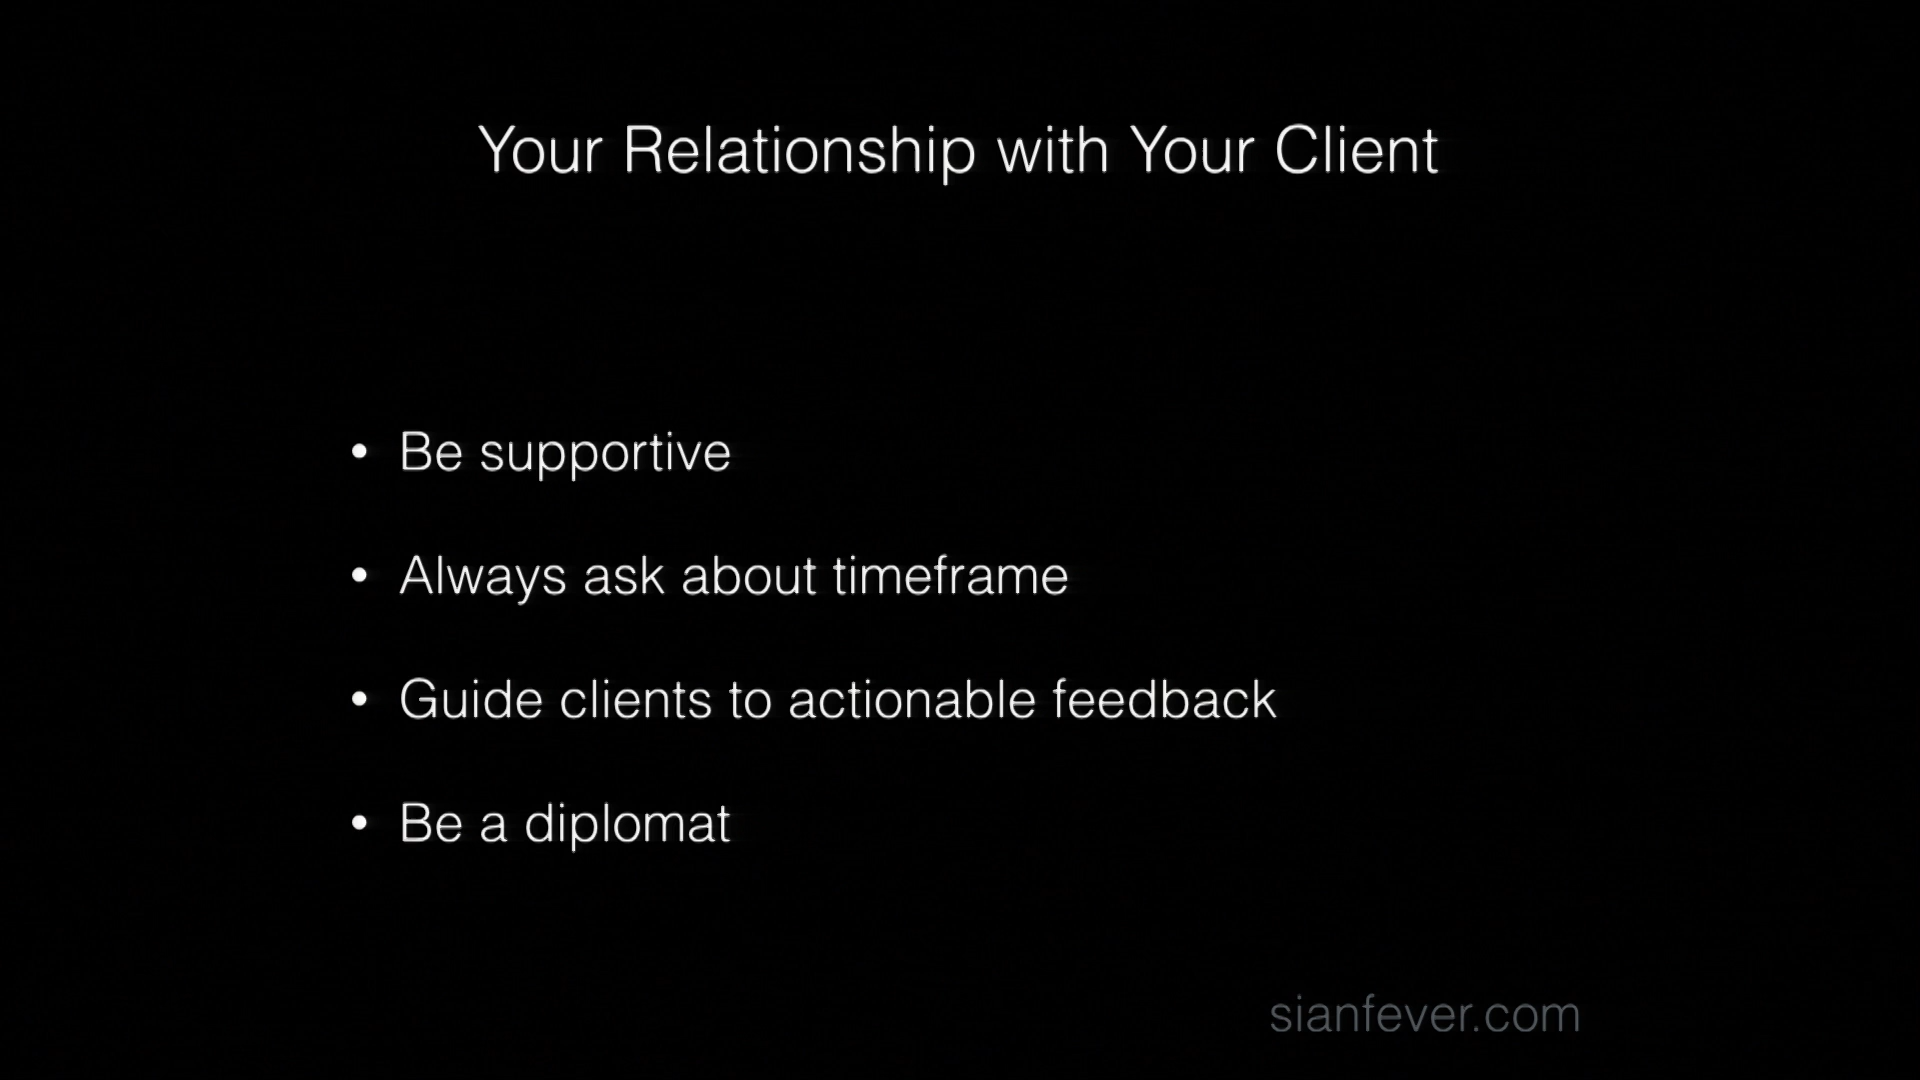 Your Relationship with Your Client
• Be supportive
• Always ask about timeframe
• Guide clients to actionable feedback
• Be a diplomat
sianfever.com